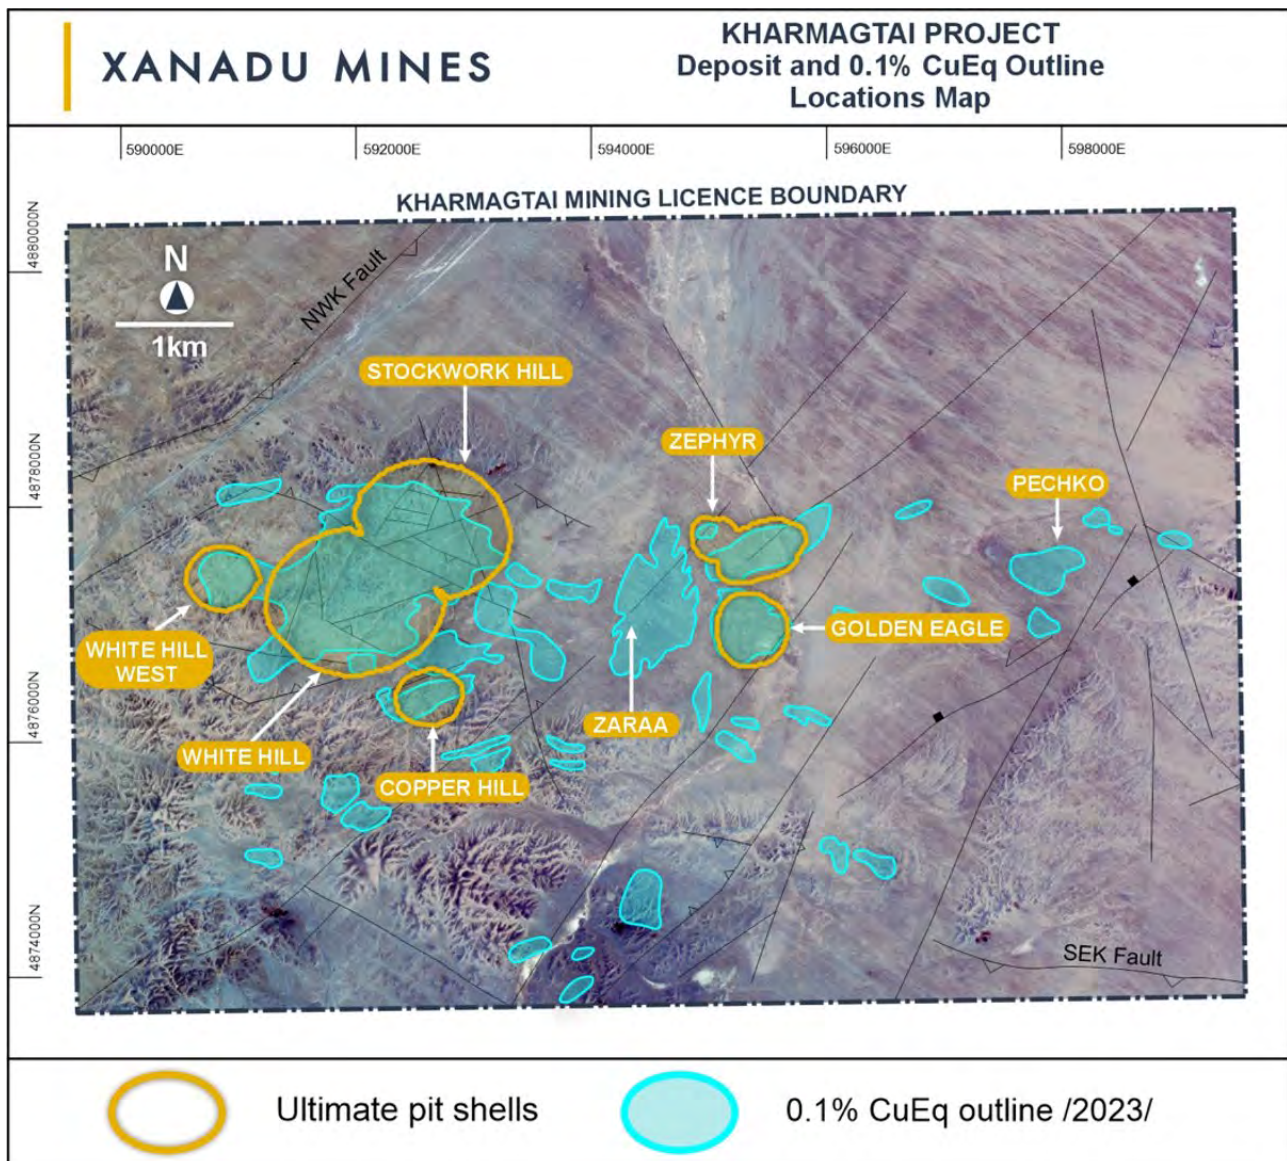 XANADU MINES
KHARMAGTAI PROJECT
Deposit and 0.1% CuEq Outline
Locations Map
590000E
592000E
594000E
596000E
598000E
KHARMAGTAI MINING LICENCE BOUNDARY
4880000N
N
1km
NWK Fault
STOCKWORK HILL
ZEPHYR
4878000N
PECHKO
WHITE HILL
WEST
GOLDEN EAGLE
4876000N
ZARAA
WHITE HILL
COPPER HILL
4874000N
SEK Fault
Ultimate pit shells
0.1% CuEq outline /2023/